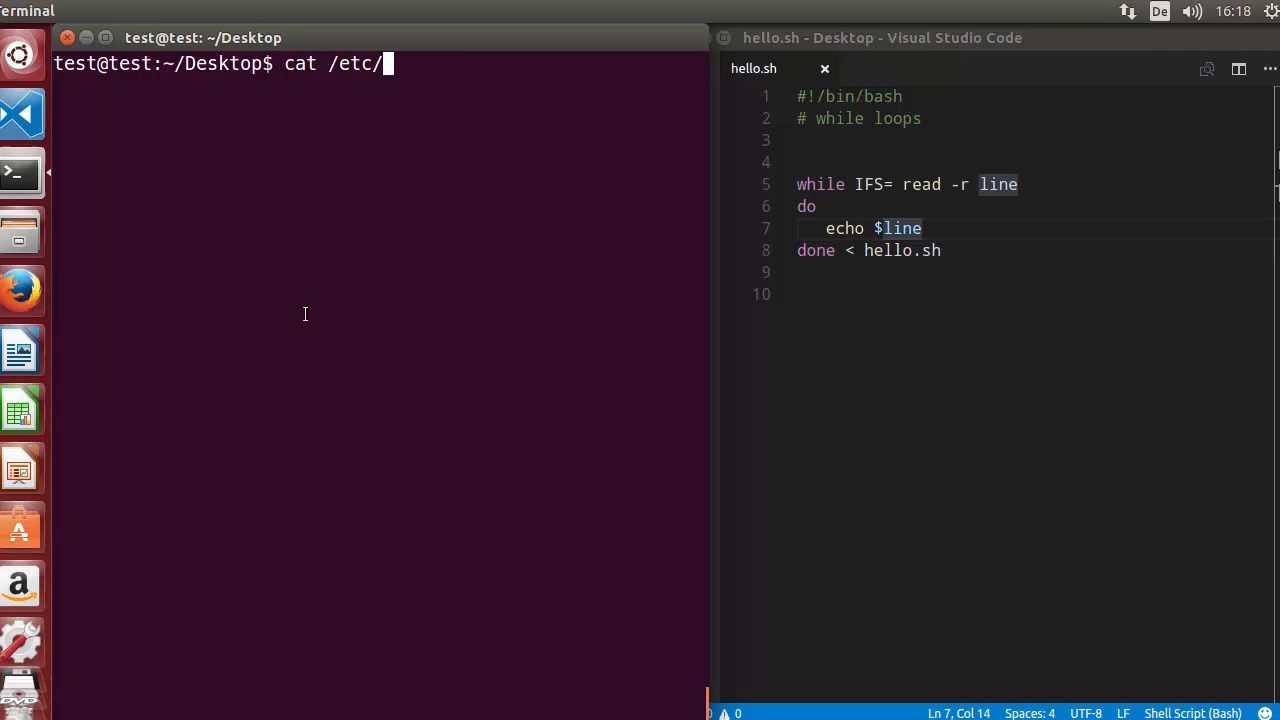 Terminal
De
16:18
test@test: ~/Desktop
test@test:~/Desktop$ cat /etc/
hello.sh - Desktop - Visual Studio Code
hello.sh
1 #!/bin/bash
2 # while loops
3
4
5 while IFS= read -r line
6 do
7 echo $line
8 done < hello.sh
9
10
0 0 Ln 7, Col 14 Spaces: 4 UTF-8 LF Shell Script (Bash)
>_
A
a
DVD